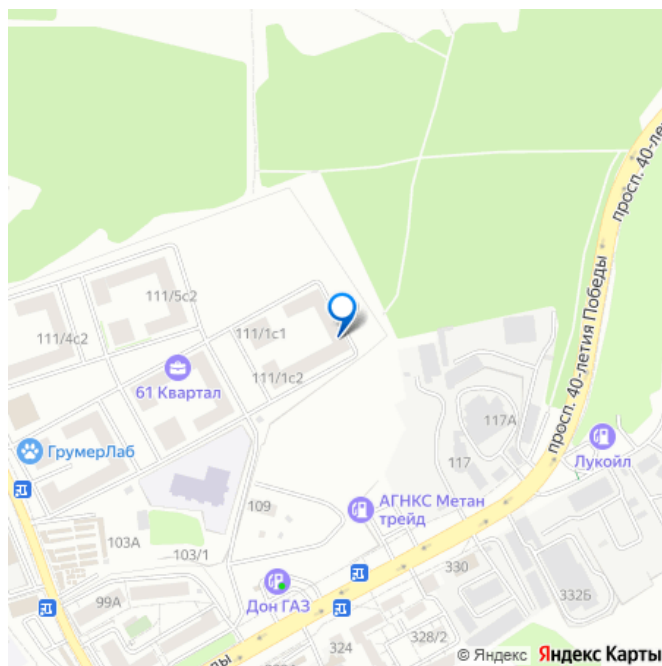 просп. 40-летия
111/5с2
просп. 40-летия Победы
111/4с2
111/1с1
111/1с2
61 Квартал
117А
Лукойл
ГрумерЛаб
117
109
АГНКС Метан
трейд
103А
103/1
330
99А
Дон ГАЗ
332Б
324
328/2
© Яндекс Яндекс Карты